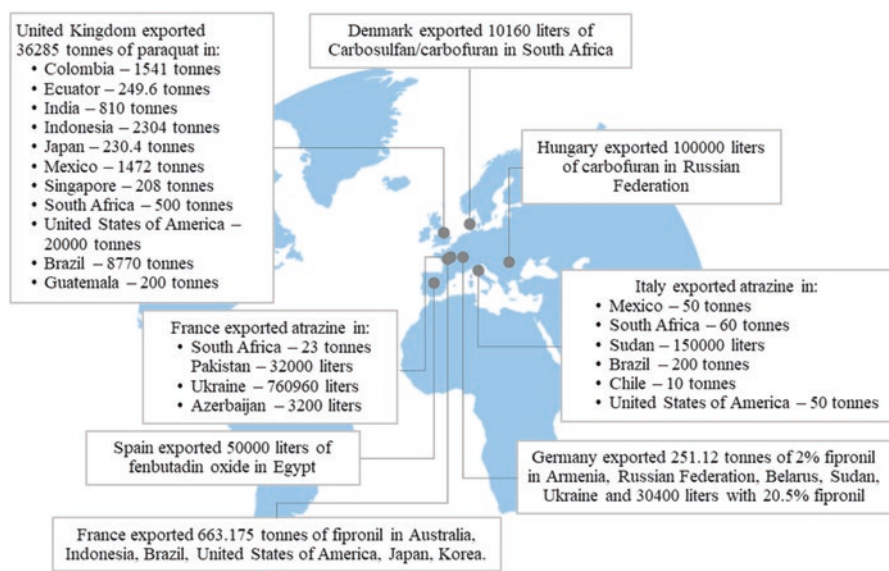 United Kingdom exported
36285 tonnes of paraquat in:
• Colombia – 1541 tonnes
• Ecuator – 249.6 tonnes
• India – 810 tonnes
• Indonesia – 2304 tonnes
• Japan – 230.4 tonnes
• Mexico – 1472 tonnes
• Singapore – 208 tonnes
• South Africa – 500 tonnes
• United States of America –
20000 tonnes
• Brazil – 8770 tonnes
• Guatemala – 200 tonnes
Denmark exported 10160 liters of
Carbosulfan/carbofuran in South Africa
Hungary exported 100000 liters
of carbofuran in Russian
Federation
France exported atrazine in:
• South Africa – 23 tonnes
Pakistan – 32000 liters
• Ukraine – 760960 liters
• Azerbaijan – 3200 liters
Italy exported atrazine in:
• Mexico – 50 tonnes
• South Africa – 60 tonnes
• Sudan – 150000 liters
• Brazil – 200 tonnes
• Chile – 10 tonnes
• United States of America – 50 tonnes
Spain exported 50000 liters of
fenbutadin oxide in Egypt
Germany exported 251.12 tonnes of 2% fipronil
in Armenia, Russian Federation, Belarus, Sudan,
Ukraine and 30400 liters with 20.5% fipronil
France exported 663.175 tonnes of fipronil in Australia,
Indonesia, Brazil, United States of America, Japan, Korea.